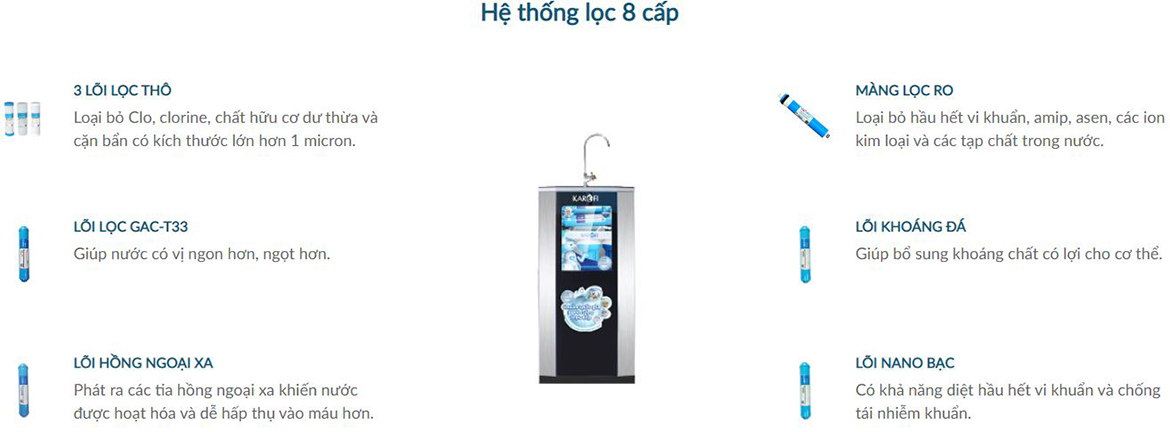 Hệ thống lọc 8 cấp
3 LÕI LỌC THÔ
Loại bỏ Clo, clorine, chất hữu cơ dư thừa và
cặn bẩn có kích thước lớn hơn 1 micron.
LÕI LỌC GAC-T33
Giúp nước có vị ngon hơn, ngọt hơn.
LÕI HỒNG NGOẠI XA
Phát ra các tia hồng ngoại xa khiến nước
được hoạt hóa và dễ hấp thụ vào máu hơn.
KAROFI
MÀNG LỌC RO
Loại bỏ hầu hết vi khuẩn, amip, asen, các ion
kim loại và các tạp chất trong nước.
LÕI KHOÁNG ĐÁ
Giúp bổ sung khoáng chất có lợi cho cơ thể.
LÕI NANO BẠC
Có khả năng diệt hầu hết vi khuẩn và chống
tái nhiễm khuẩn.